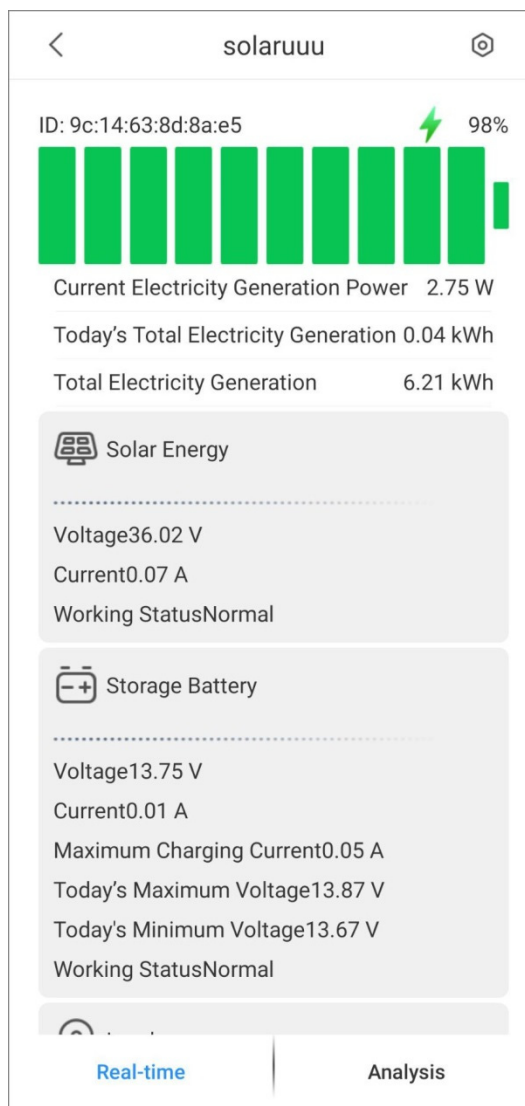 solaruuu
ID: 9c:14:63:8d:8a:e5 98%
Current Electricity Generation Power 2.75 W
Today’s Total Electricity Generation 0.04 kWh
Total Electricity Generation 6.21 kWh
Solar Energy
Voltage36.02 V
Current0.07 A
Working StatusNormal
Storage Battery
Voltage13.75 V
Current0.01 A
Maximum Charging Current0.05 A
Today’s Maximum Voltage13.87 V
Today's Minimum Voltage13.67 V
Working StatusNormal
Real-time Analysis